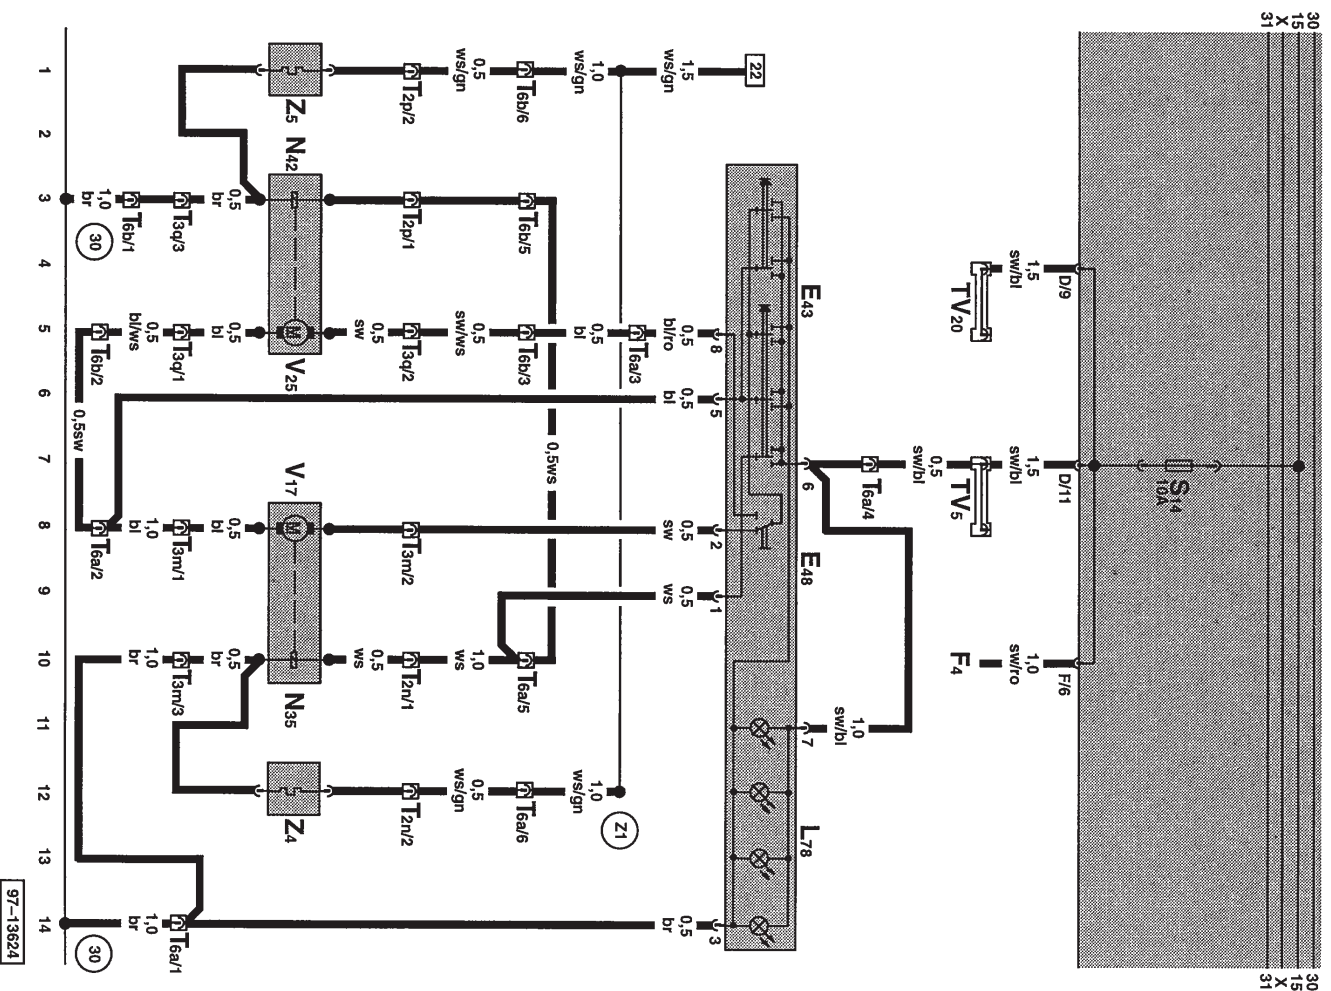 30 30
15 15
X X
31 31
S14
10A
D/9 D/11 F/6
1,5 1,5 1,0
sw/bl sw/bl sw/ro
TV20 TV5 F4
0,5
sw/bl
T6a/4
1,0
sw/bl
6 7
E43 E48 L78
8 5 2 1 3
22
1,5 0,5 0,5 0,5 0,5 0,5
ws/gn bl/ro bl sw ws br
T6a/3
Z1
1,0 0,5 1,0
ws/gn bl ws/gn
0,5ws
T6b/6 T6b/5 T6b/3 T6a/5 T6a/6
0,5 0,5 1,0 0,5
ws/gn sw/ws ws ws/gn
T2p/2 T2p/1 T3q/2 T3m/2 T2n/1 T2n/2
0,5 0,5
sw ws
Z5 N42 V25 V17 N35 Z4
0,5 0,5 0,5 0,5
br bl bl br
T3q/3 T3q/1 T3m/1 T3m/3 T6a/1
0,5 1,0 1,0 1,0
bl/ws bl br br
T6b/1 T6b/2 T6a/2
1,0
br
0,5sw
30 30
1 2 3 4 5 6 7 8 9 10 11 12 13 14
97–13624